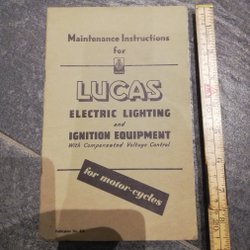 Maintenance Instructions
for
LUCAS
ELECTRIC LIGHTING
and
IGNITION EQUIPMENT
With Compensated Voltage Control
for motor-cycles